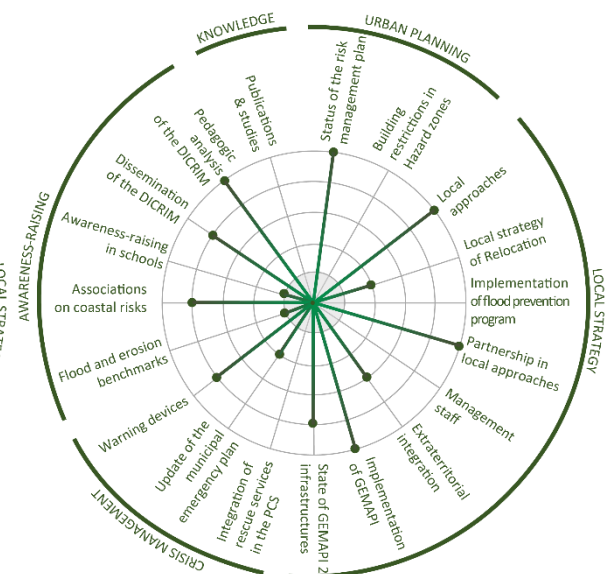 KNOWLEDGE
URBAN PLANNING
LOCAL STRATEGY
CRISIS MANAGEMENT
AWARENESS-RAISING
Status of the risk
management plan
Building
restrictions in
Hazard zones
Local
approaches
Local strategy
of Relocation
Implementation
of flood prevention
program
Partnership in
local approaches
Management
staff
Extraterritorial
integration
Implementation
of GEMAPI
State of GEMAPI 2
infrastructures
Integration of
rescue services
in the PCS
Update of the
municipal
emergency plan
Warning devices
Flood and erosion
benchmarks
Associations
on coastal risks
Awareness-raising
in schools
Dissemination
of the DICRIM
Pedagogic
analysis
of the DICRIM
Publications
& studies
LOCAL